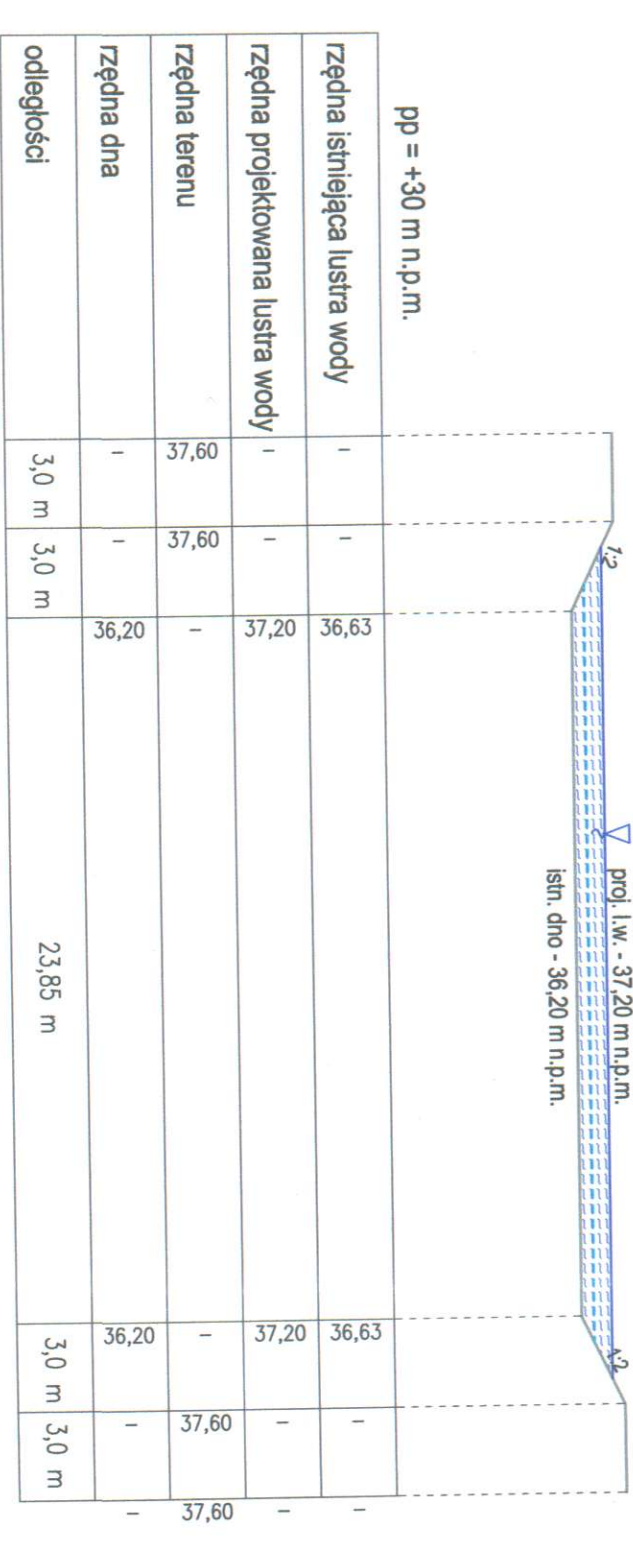 proj. l.w. - 37,20 m n.p.m.
1:2
1:2
istn. dno - 36,20 m n.p.m.
pp = +30 m n.p.m.
rzędna istniejąca lustra wody - - 36,63 36,63 - -
rzędna projektowana lustra wody - - 37,20 37,20 - -
rzędna terenu 37,60 37,60 - - 37,60 37,60
rzędna dna - - 36,20 36,20 - -
odległości 3,0 m 3,0 m 23,85 m 3,0 m 3,0 m